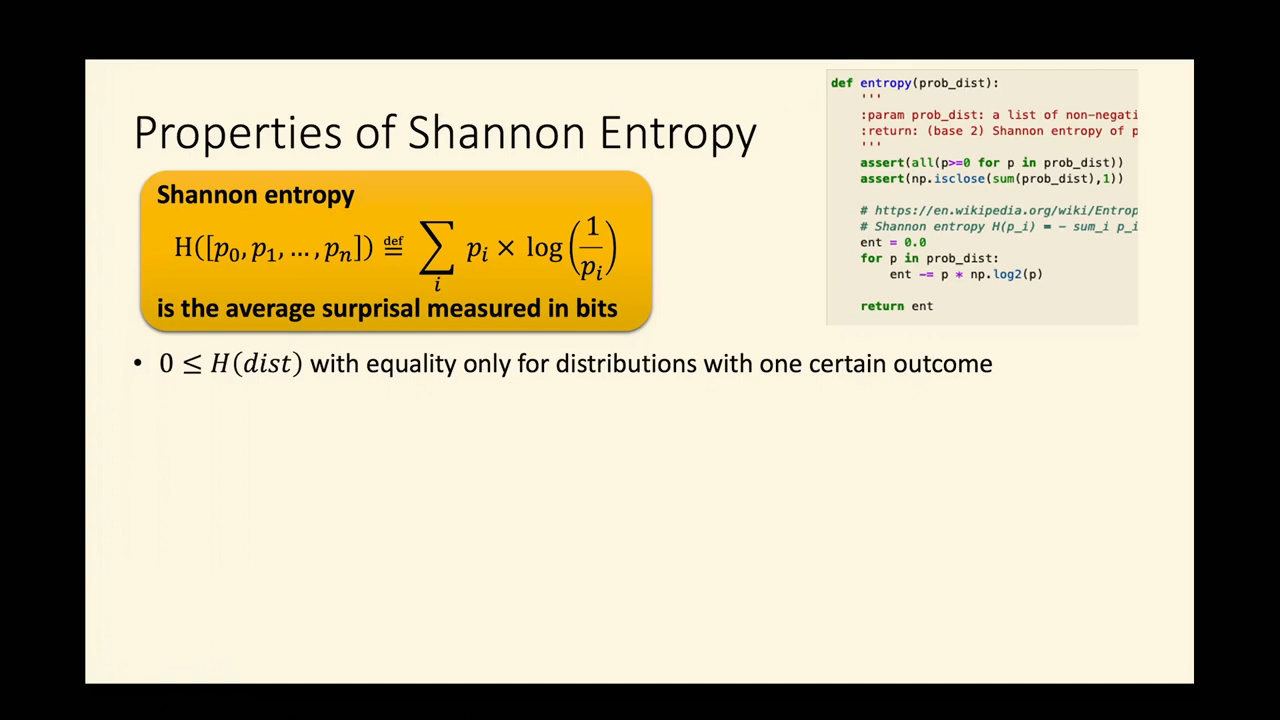 Properties of Shannon Entropy
Shannon entropy
H([p₀, p₁, … , pₙ]) ≝ ∑ᵢ pᵢ × log(1/pᵢ)
is the average surprisal measured in bits
• 0 ≤ H(dist) with equality only for distributions with one certain outcome
def entropy(prob_dist):
'''
:param prob_dist: a list of non-negati
:return: (base 2) Shannon entropy of p
'''
assert(all(p>=0 for p in prob_dist))
assert(np.isclose(sum(prob_dist),1))
# https://en.wikipedia.org/wiki/Entrop
# Shannon entropy H(p_i) = - sum_i p_i
ent = 0.0
for p in prob_dist:
ent -= p * np.log2(p)
return ent